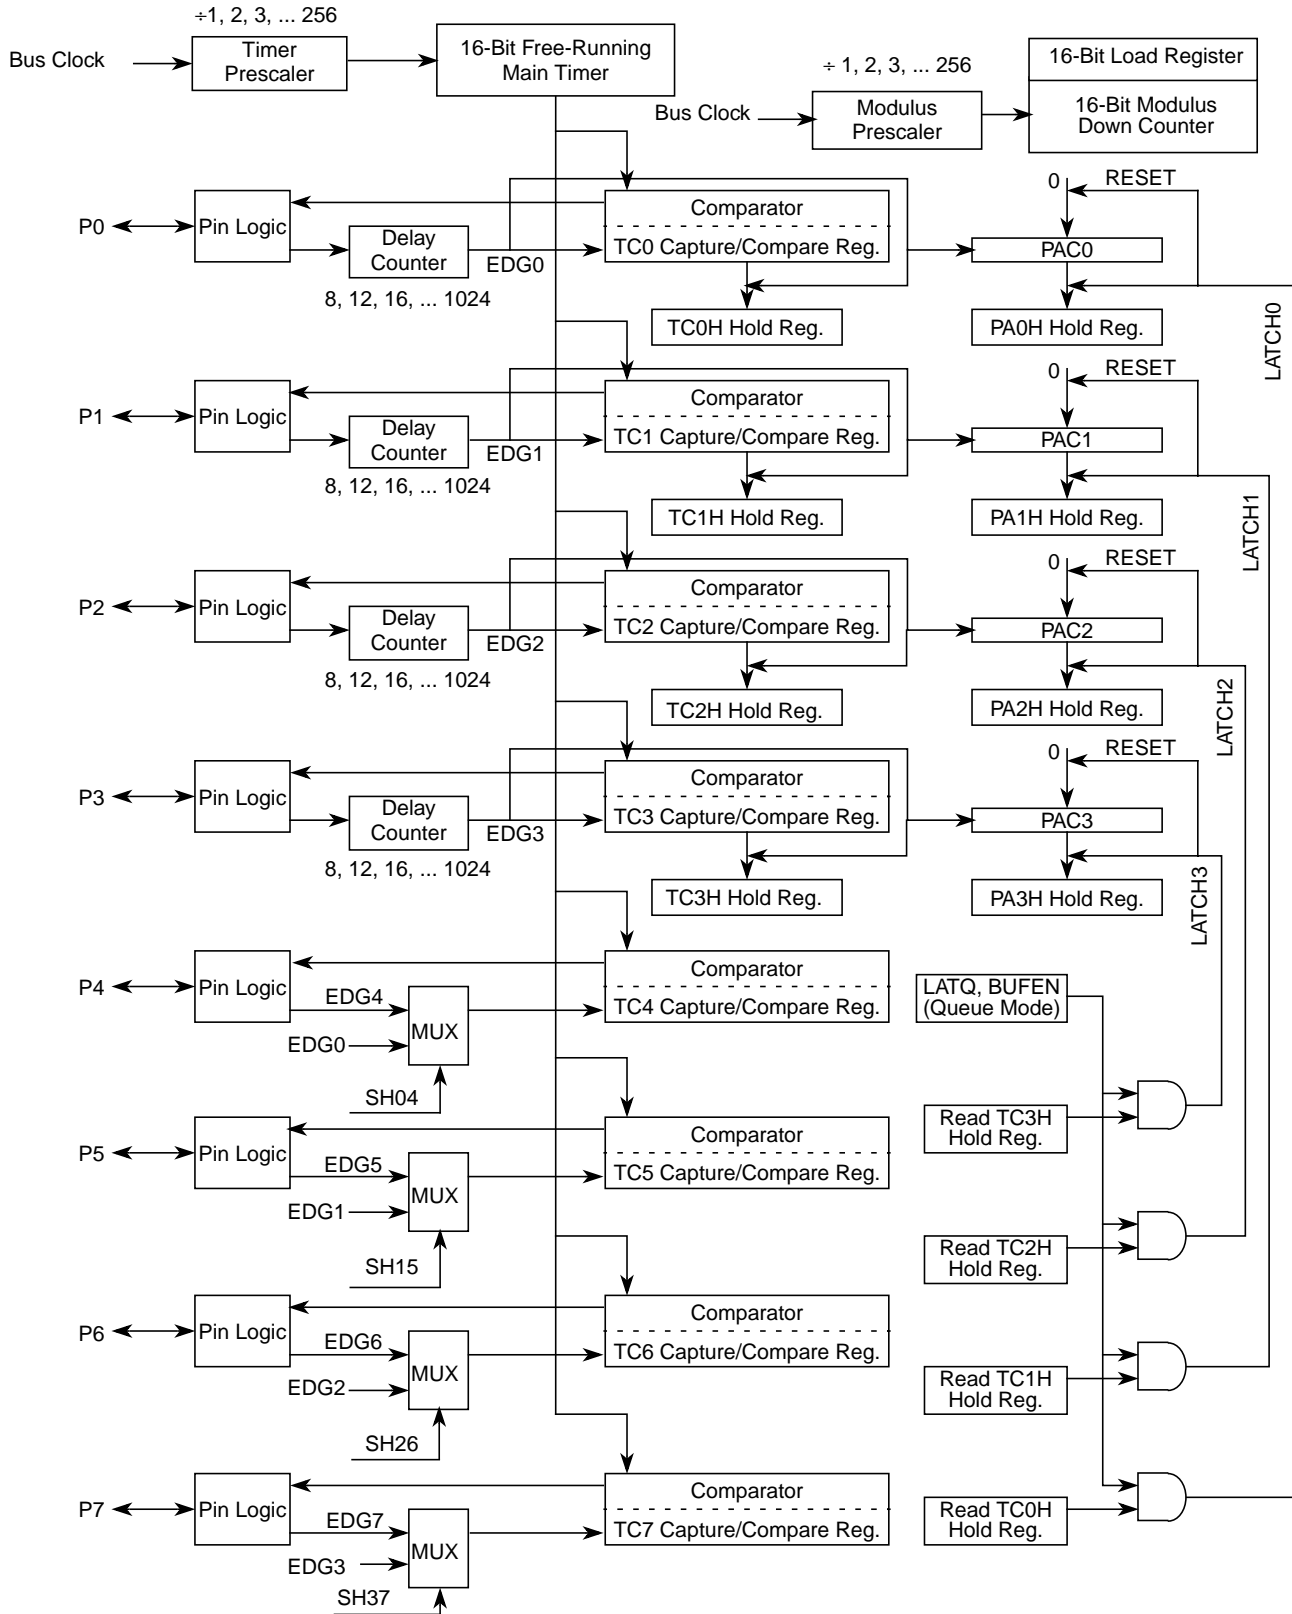 ÷1, 2, 3, ... 256
Bus Clock
Timer
Prescaler
16-Bit Free-Running
Main Timer
÷ 1, 2, 3, ... 256
Bus Clock
Modulus
Prescaler
16-Bit Load Register
16-Bit Modulus
Down Counter
P0
Pin Logic
Delay
Counter
8, 12, 16, ... 1024
EDG0
Comparator
TC0 Capture/Compare Reg.
TC0H Hold Reg.
0
RESET
PAC0
PA0H Hold Reg.
LATCH0
P1
Pin Logic
Delay
Counter
8, 12, 16, ... 1024
EDG1
Comparator
TC1 Capture/Compare Reg.
TC1H Hold Reg.
0
RESET
PAC1
PA1H Hold Reg.
LATCH1
P2
Pin Logic
Delay
Counter
8, 12, 16, ... 1024
EDG2
Comparator
TC2 Capture/Compare Reg.
TC2H Hold Reg.
0
RESET
PAC2
PA2H Hold Reg.
LATCH2
P3
Pin Logic
Delay
Counter
8, 12, 16, ... 1024
EDG3
Comparator
TC3 Capture/Compare Reg.
TC3H Hold Reg.
0
RESET
PAC3
PA3H Hold Reg.
LATCH3
P4
Pin Logic
EDG4
EDG0
MUX
SH04
Comparator
TC4 Capture/Compare Reg.
LATQ, BUFEN
(Queue Mode)
P5
Pin Logic
EDG5
EDG1
MUX
SH15
Comparator
TC5 Capture/Compare Reg.
Read TC3H
Hold Reg.
Read TC2H
Hold Reg.
P6
Pin Logic
EDG6
EDG2
MUX
SH26
Comparator
TC6 Capture/Compare Reg.
Read TC1H
Hold Reg.
P7
Pin Logic
EDG7
EDG3
MUX
SH37
Comparator
TC7 Capture/Compare Reg.
Read TC0H
Hold Reg.